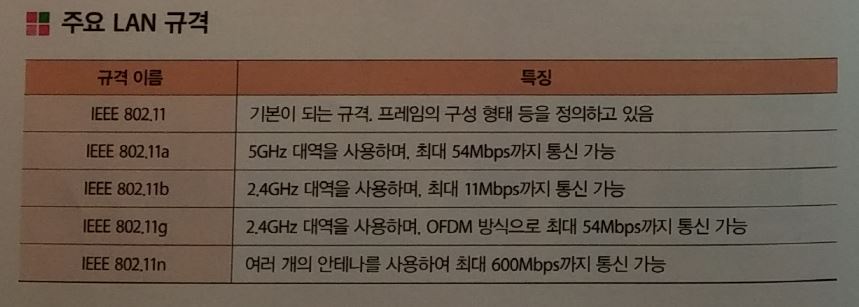 주요 LAN 규격
규격 이름 특징
IEEE 802.11 기본이 되는 규격. 프레임의 구성 형태 등을 정의하고 있음
IEEE 802.11a 5GHz 대역을 사용하며, 최대 54Mbps까지 통신 가능
IEEE 802.11b 2.4GHz 대역을 사용하며, 최대 11Mbps까지 통신 가능
IEEE 802.11g 2.4GHz 대역을 사용하며, OFDM 방식으로 최대 54Mbps까지 통신 가능
IEEE 802.11n 여러 개의 안테나를 사용하여 최대 600Mbps까지 통신 가능